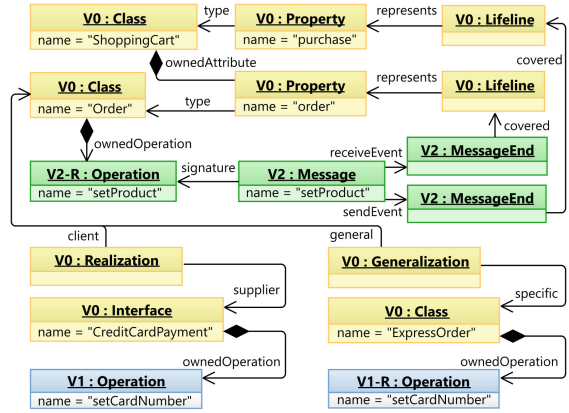 V0 : Class
name = "ShoppingCart"
type
V0 : Property
name = "purchase"
represents
V0 : Lifeline
ownedAttribute
covered
V0 : Class
name = "Order"
type
V0 : Property
name = "order"
represents
V0 : Lifeline
ownedOperation
covered
V2-R : Operation
name = "setProduct"
signature
V2 : Message
name = "setProduct"
receiveEvent
V2 : MessageEnd
sendEvent
V2 : MessageEnd
client
general
V0 : Realization
V0 : Generalization
supplier
specific
V0 : Interface
name = "CreditCardPayment"
V0 : Class
name = "ExpressOrder"
ownedOperation
ownedOperation
V1 : Operation
name = "setCardNumber"
V1-R : Operation
name = "setCardNumber"